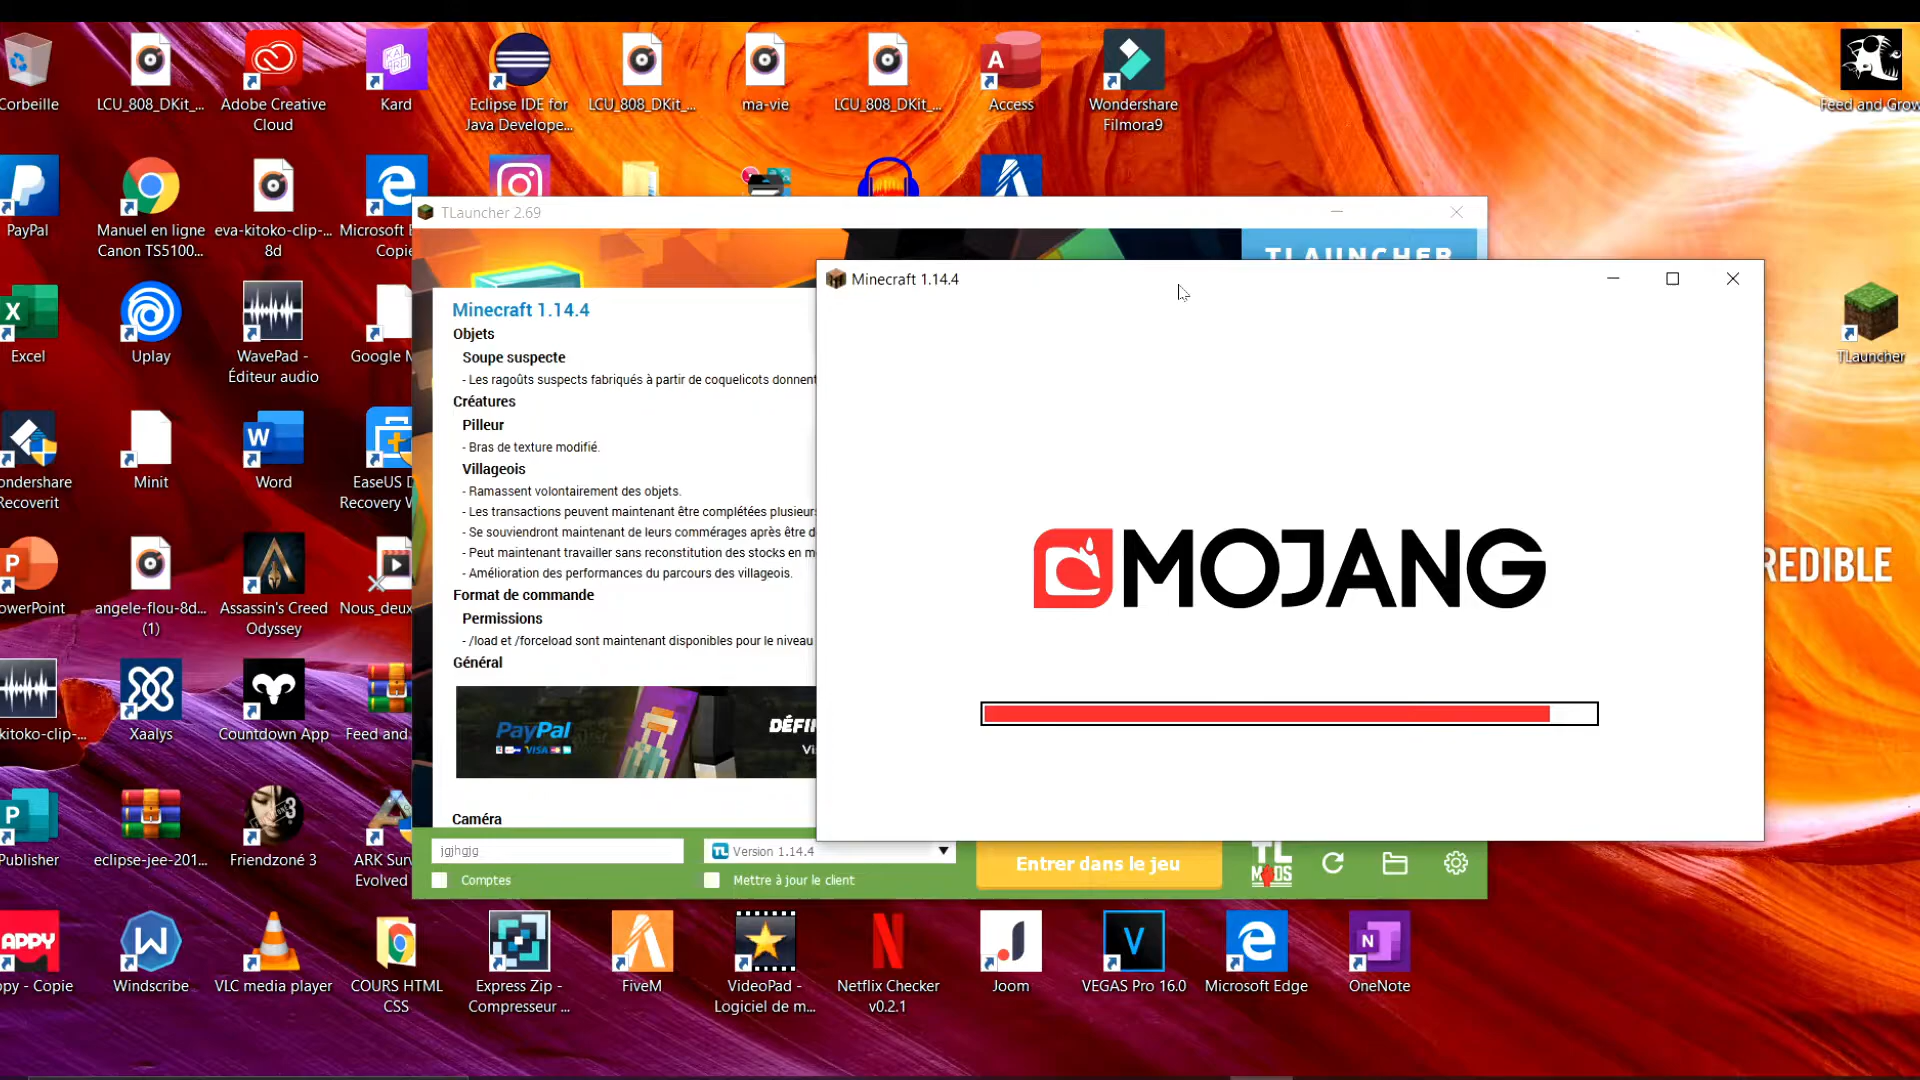 Corbeille
LCU_808_DKit_...
Adobe Creative
Cloud
Kard
Eclipse IDE for
Java Develope...
LCU_808_DKit_...
ma-vie
LCU_808_DKit_...
Access
Wondershare
Filmora9
Feed and Grow
PayPal
Manuel en ligne
Canon TS5100...
eva-kitoko-clip-...
8d
Microsoft E
Copie
TLauncher 2.69
TLAUNCHER
Minecraft 1.14.4
Minecraft 1.14.4
Objets
Soupe suspecte
- Les ragoûts suspects fabriqués à partir de coquelicots donnent
Créatures
Pilleur
- Bras de texture modifié.
Villageois
- Ramassent volontairement des objets.
- Les transactions peuvent maintenant être complétées plusieurs
- Se souviendront maintenant de leurs commérages après être d
- Peut maintenant travailler sans reconstitution des stocks en m
- Amélioration des performances du parcours des villageois.
Format de commande
Permissions
- /load et /forceload sont maintenant disponibles pour le niveau
Général
PayPal
VISA
DÉFIN
Vi
Caméra
MOJANG
jgjhgjg
Version 1.14.4
Comptes
Mettre à jour le client
Entrer dans le jeu
TL
MODS
Excel
Uplay
WavePad -
Éditeur audio
Google M
TLauncher
ondershare
Recoverit
Minit
Word
EaseUS D
Recovery W
REDIBLE
owerPoint
angele-flou-8d...
(1)
Assassin's Creed
Odyssey
Nous_deux
kitoko-clip-...
Xaalys
Countdown App
Feed and
Publisher
eclipse-jee-201...
Friendzoné 3
ARK Surv
Evolved
APPY
ppy - Copie
Windscribe
VLC media player
COURS HTML
CSS
Express Zip -
Compresseur ...
FiveM
VideoPad -
Logiciel de m...
Netflix Checker
v0.2.1
Joom
VEGAS Pro 16.0
Microsoft Edge
OneNote